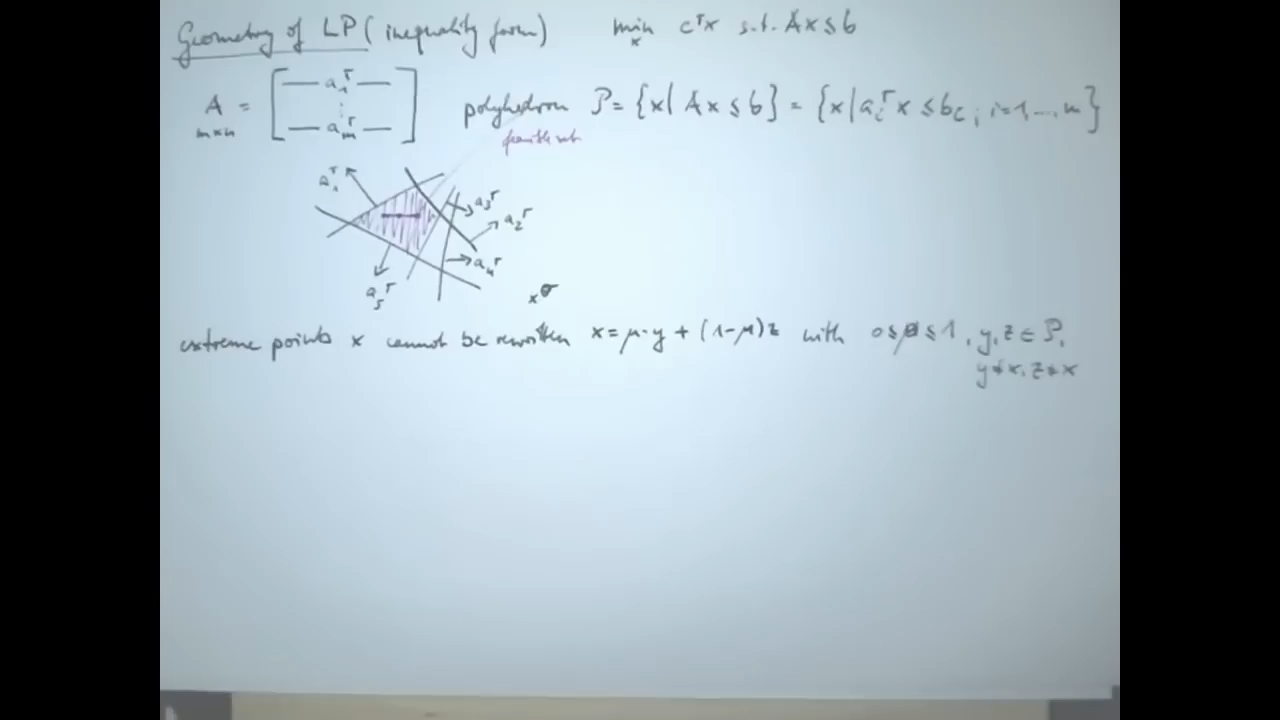 Geometry of LP (inequality form) min x cᵀx s.t. Ax ≤ b
A m×n = [ — a₁ᵀ — ⋮ — aₘᵀ — ] polyhedron P = {x | Ax ≤ b} = {x | aᵢᵀx ≤ bᵢ, i=1...m}
feasible set
a₁ᵀ
a₃ᵀ
a₂ᵀ
a₄ᵀ
a₅ᵀ
extreme points x cannot be rewritten x = μ·y + (1-μ)z with 0 ≤ μ ≤ 1, y, z ∈ P,
y ≠ x, z ≠ x